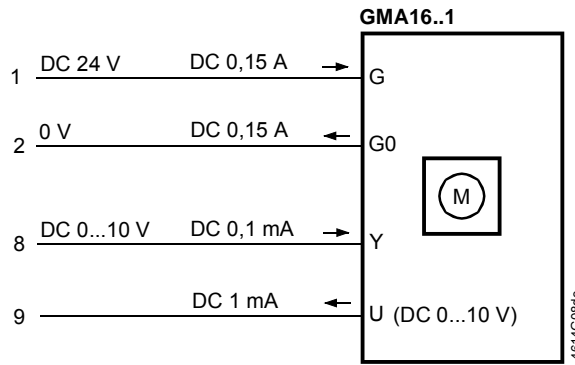 GMA16..1
1 DC 24 V DC 0,15 A G
2 0 V DC 0,15 A G0
M
8 DC 0...10 V DC 0,1 mA Y
9 DC 1 mA U (DC 0...10 V)